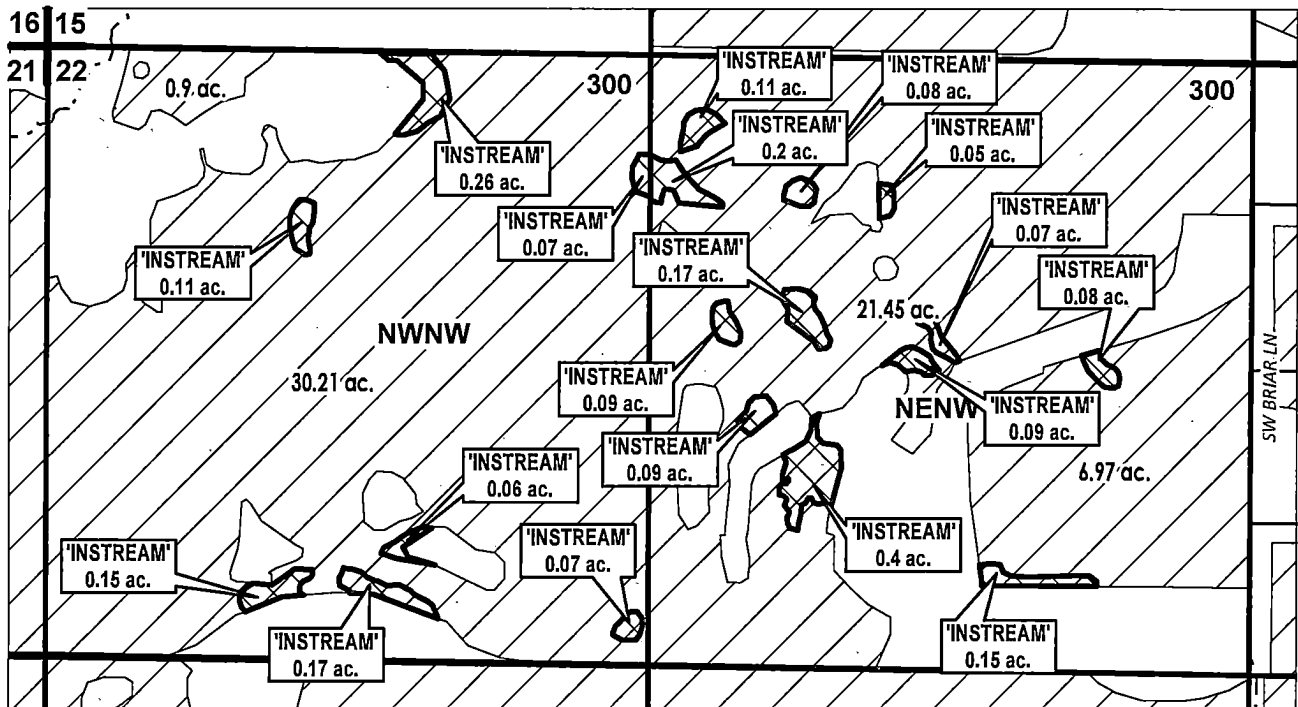 16 15
21 22
0.9 ac.
300
300
'INSTREAM'
0.11 ac.
'INSTREAM'
0.08 ac.
'INSTREAM'
0.2 ac.
'INSTREAM'
0.05 ac.
'INSTREAM'
0.26 ac.
'INSTREAM'
0.07 ac.
'INSTREAM'
0.07 ac.
'INSTREAM'
0.11 ac.
'INSTREAM'
0.17 ac.
'INSTREAM'
0.08 ac.
21.45 ac.
NWNW
30.21 ac.
'INSTREAM'
0.09 ac.
NENW
'INSTREAM'
0.09 ac.
SW BRIAR LN
'INSTREAM'
0.09 ac.
6.97 ac.
'INSTREAM'
0.06 ac.
'INSTREAM'
0.4 ac.
'INSTREAM'
0.07 ac.
'INSTREAM'
0.15 ac.
'INSTREAM'
0.17 ac.
'INSTREAM'
0.15 ac.